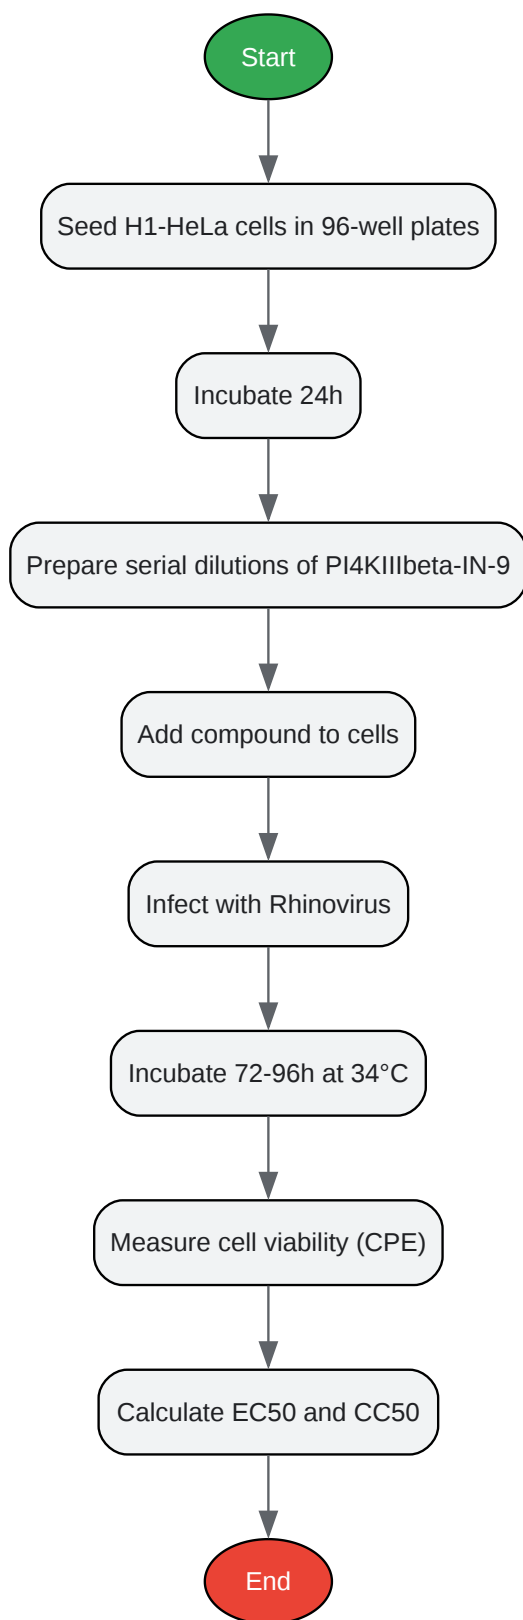 Start
Seed H1-HeLa cells in 96-well plates
Incubate 24h
Prepare serial dilutions of PI4KIIIbeta-IN-9
Add compound to cells
Infect with Rhinovirus
Incubate 72-96h at 34°C
Measure cell viability (CPE)
Calculate EC50 and CC50
End